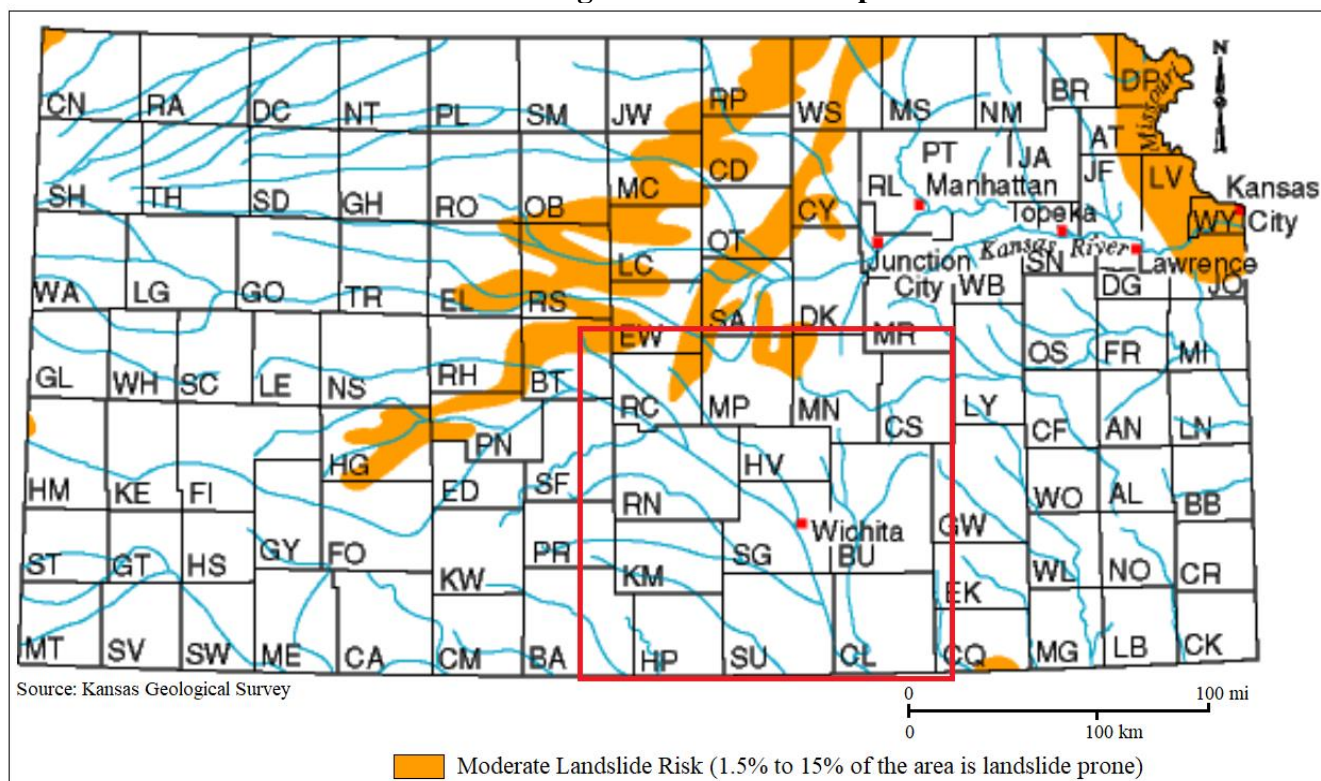 N
CN RA DC NT PL SM JW RP WS MS NM BR DP
Missouri
AT
SH TH SD GH RO OB MC CD CY RL PT JA JF LV
Manhattan
Kansas
City
WY
Topeka
Kansas River
Junction
City
Lawrence
WA LG GO TR EL RS LC OT SA DK WB SN DG JO
GL WH SC LE NS RH BT EW RC MP MN MR CS LY OS FR MI
HM KE FI HG PN ED SF RN HV CF AN LN
Wichita
ST GT HS GY FO KW PR KM SG BU GW EK WO AL BB
MT SV SW ME CA CM BA HP SU CL CQ WL NO CR
MG LB CK
Source: Kansas Geological Survey
0 100 mi
0 100 km
Moderate Landslide Risk (1.5% to 15% of the area is landslide prone)